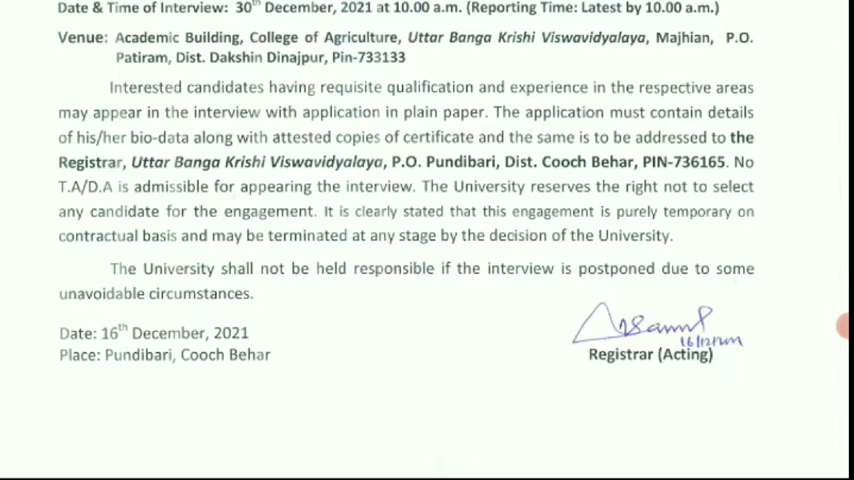 Date & Time of Interview: 30th December, 2021 at 10.00 a.m. (Reporting Time: Latest by 10.00 a.m.)
Venue: Academic Building, College of Agriculture, Uttar Banga Krishi Viswavidyalaya, Majhian, P.O.
Patiram, Dist. Dakshin Dinajpur, Pin-733133
Interested candidates having requisite qualification and experience in the respective areas
may appear in the interview with application in plain paper. The application must contain details
of his/her bio-data along with attested copies of certificate and the same is to be addressed to the
Registrar, Uttar Banga Krishi Viswavidyalaya, P.O. Pundibari, Dist. Cooch Behar, PIN-736165. No
T.A/D.A is admissible for appearing the interview. The University reserves the right not to select
any candidate for the engagement. It is clearly stated that this engagement is purely temporary on
contractual basis and may be terminated at any stage by the decision of the University.
The University shall not be held responsible if the interview is postponed due to some
unavoidable circumstances.
Date: 16th December, 2021
Place: Pundibari, Cooch Behar
16/12/2021
Registrar (Acting)